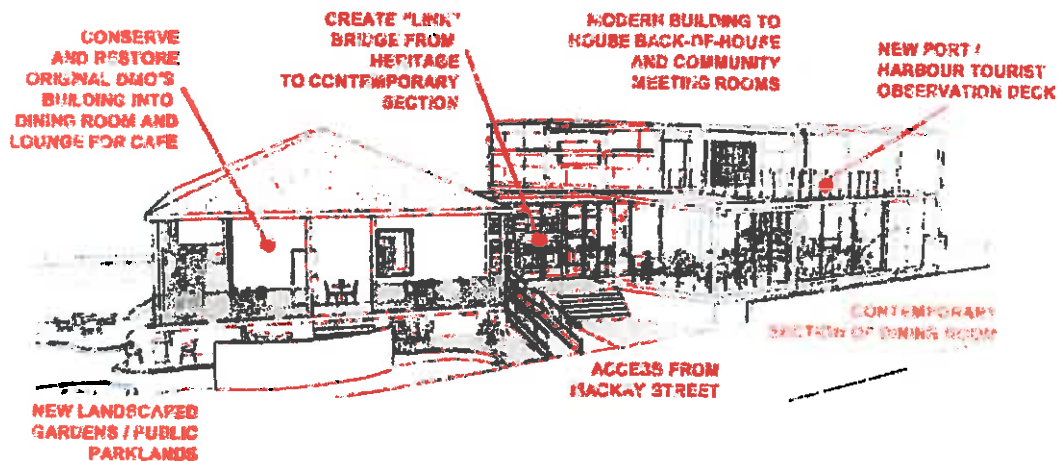 CONSERVE
AND RESTORE
ORIGINAL DMO'S
BUILDING INTO
DINING ROOM AND
LOUNGE FOR CAFE
CREATE "LINK"
BRIDGE FROM
HERITAGE
TO CONTEMPORARY
SECTION
MODERN BUILDING TO
HOUSE BACK-OF-HOUSE
AND COMMUNITY
MEETING ROOMS
NEW PORT /
HARBOUR TOURIST
OBSERVATION DECK
CONTEMPORARY
SECTION OF DINING ROOM
ACCESS FROM
MACKAY STREET
NEW LANDSCAPED
GARDENS / PUBLIC
PARKLANDS